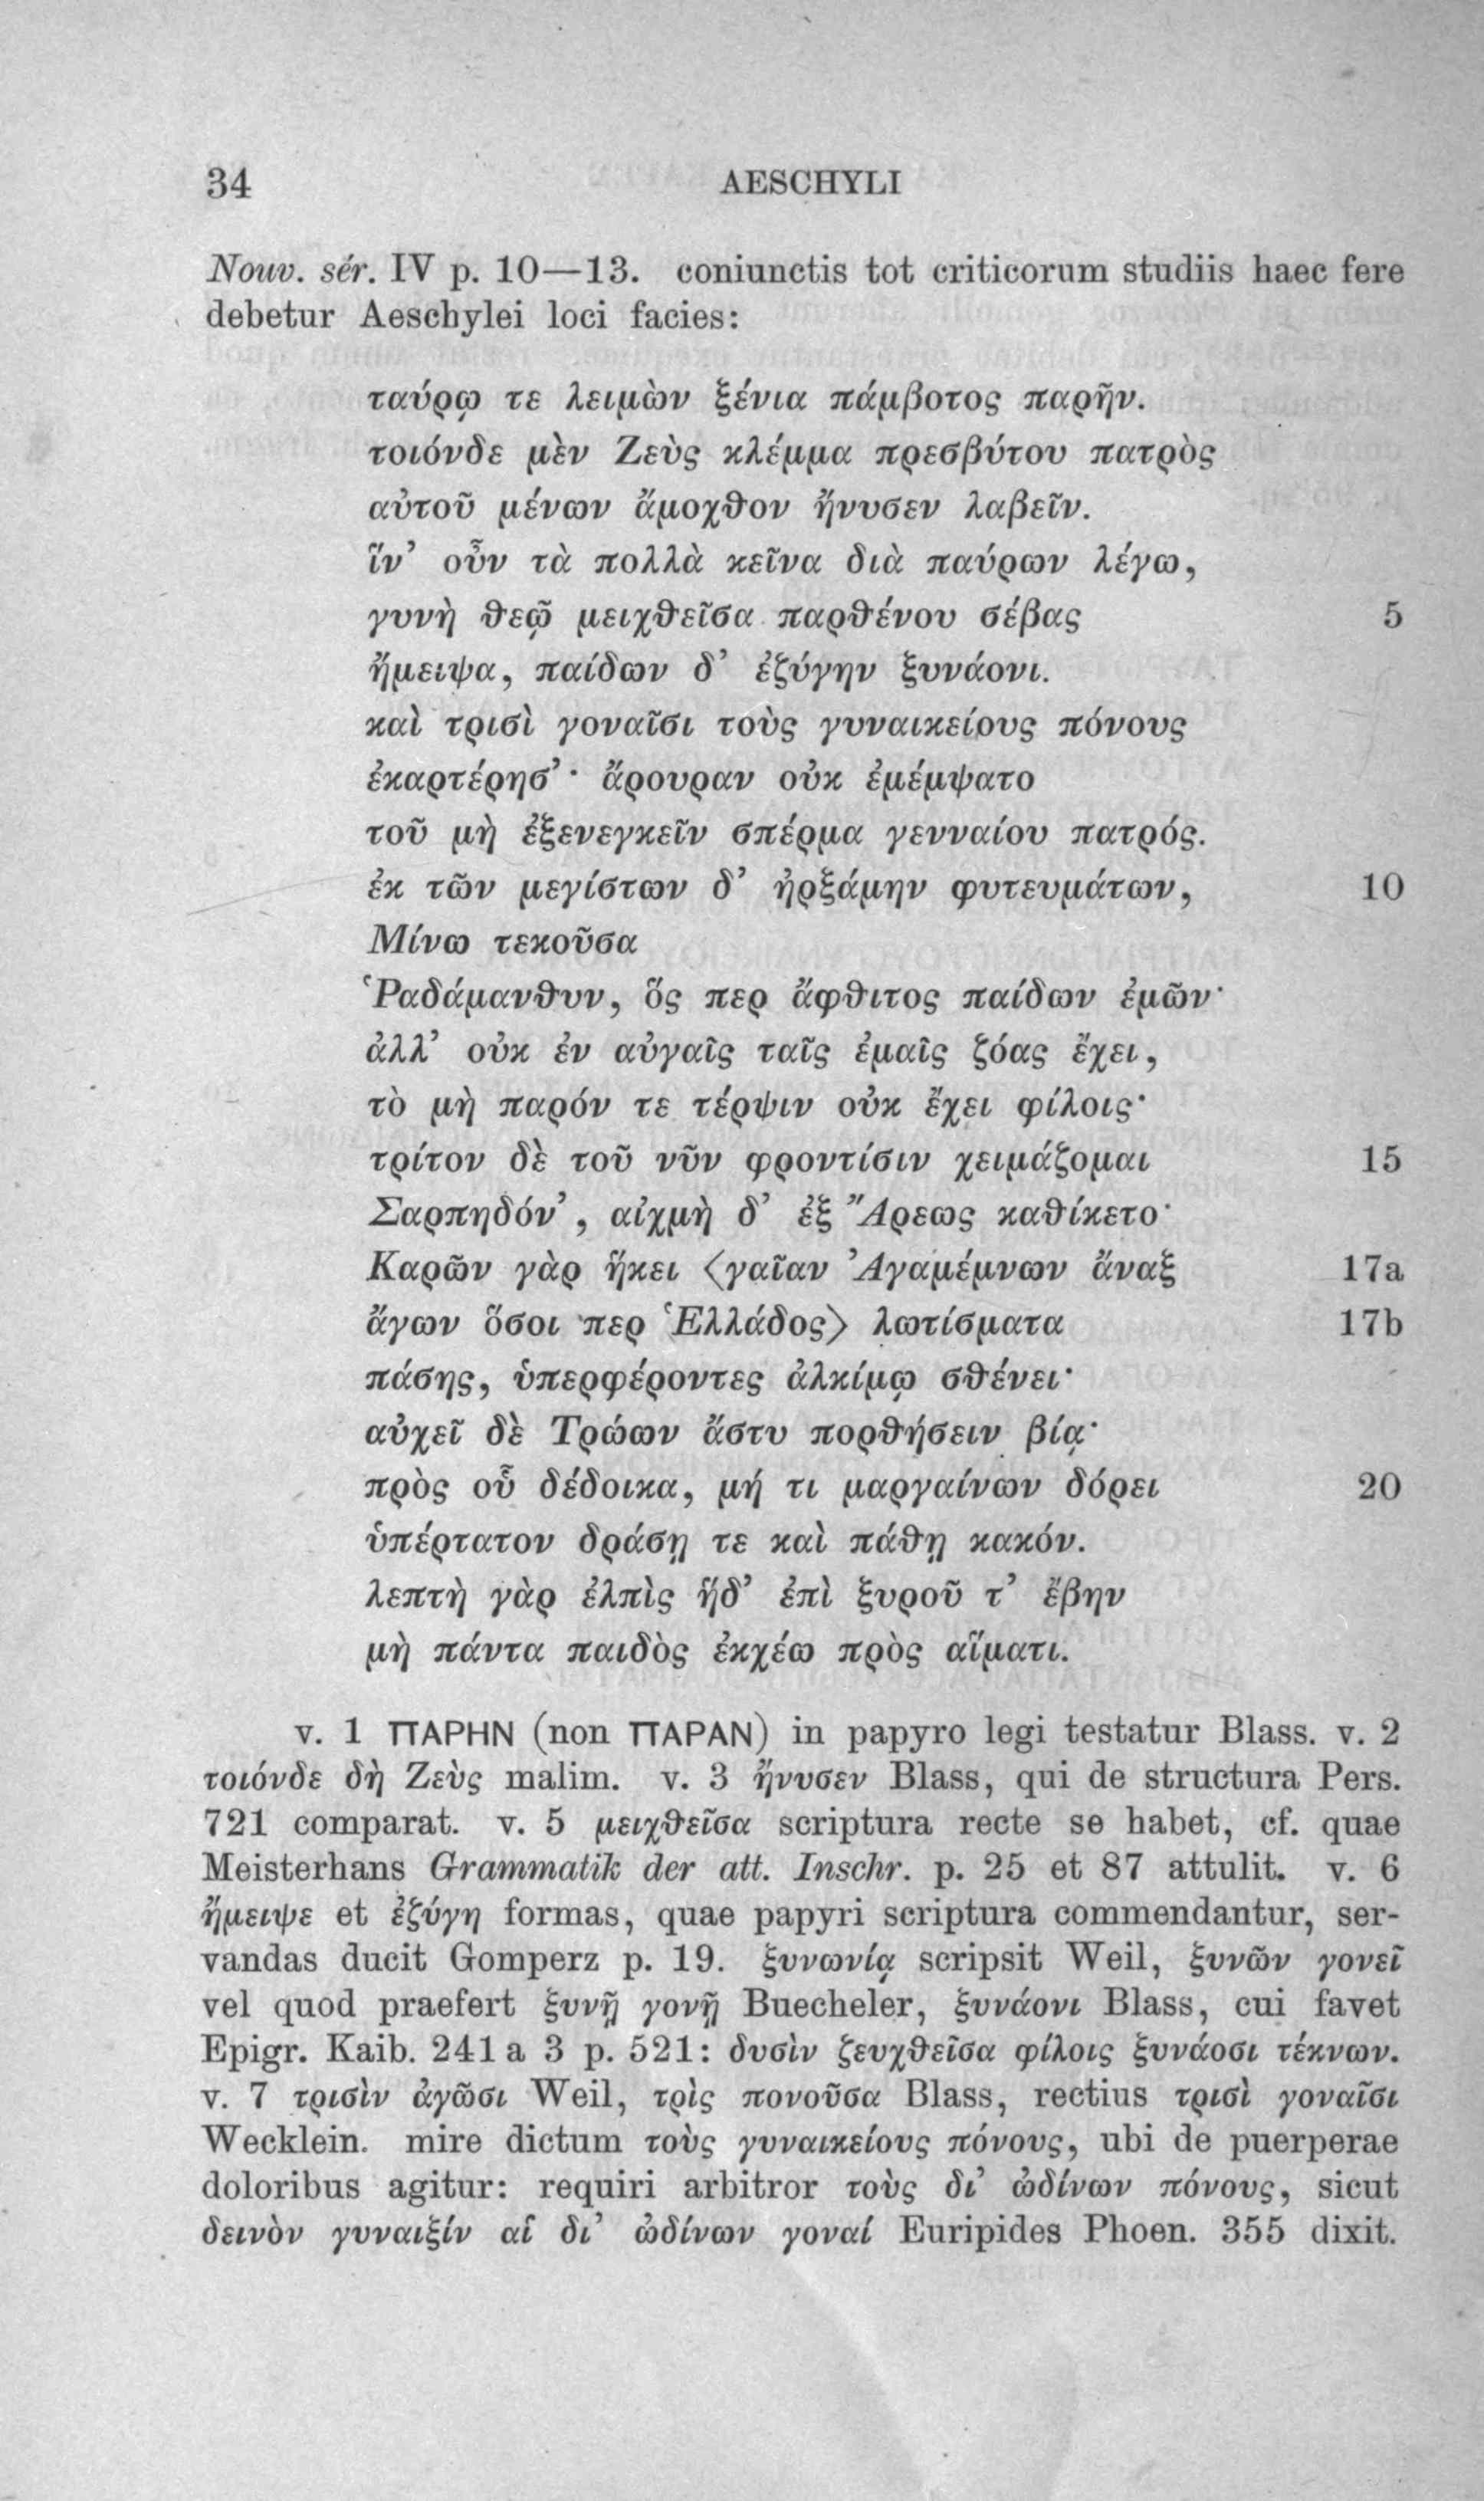 34 AESCHYLI
Nouv. sér. IV p. 10—13. coniunctis tot criticorum studiis haec fere
debetur Aeschylei loci facies:
ταύρῳ τε λειμὼν ξένια πάμβοτος παρῆν.
τοιόνδε μὲν Ζεὺς κλέμμα πρεσβύτου πατρὸς
αὐτοῦ μένων ἄμοχθον ἤνυσεν λαβεῖν.
ἵν’ οὖν τὰ πολλὰ κεῖνα διὰ παύρων λέγω,
γυνὴ θεῷ μειχθεῖσα παρθένου σέβας 5
ἤμειψα, παίδων δ’ ἐζύγην ξυνάονι.
καὶ τρισὶ γοναῖσι τοὺς γυναικείους πόνους
ἐκαρτέρησ’· ἄρουραν οὐκ ἐμέμψατο
τοῦ μὴ ἐξενεγκεῖν σπέρμα γενναίου πατρός.
ἐκ τῶν μεγίστων δ’ ἠρξάμην φυτευμάτων, 10
Μίνω τεκοῦσα
Ῥαδάμανθυν, ὅς περ ἄφθιτος παίδων ἐμῶν·
ἀλλ’ οὐκ ἐν αὐγαῖς ταῖς ἐμαῖς ζόας ἔχει,
τὸ μὴ παρόν τε τέρψιν οὐκ ἔχει φίλοις·
τρίτον δὲ τοῦ νῦν φροντίσιν χειμάζομαι 15
Σαρπηδόν’, αἰχμὴ δ’ ἐξ Ἄρεως καθίκετο·
Καρῶν γὰρ ἥκει ⟨γαῖαν Ἀγαμέμνων ἄναξ 17a
ἄγων ὅσοι περ Ἑλλάδος⟩ λωτίσματα 17b
πάσης, ὑπερφέροντες ἀλκίμῳ σθένει·
αὐχεῖ δὲ Τρώων ἄστυ πορθήσειν βίᾳ·
πρὸς οὗ δέδοικα, μή τι μαργαίνων δόρει 20
ὑπέρτατον δράσῃ τε καὶ πάθῃ κακόν.
λεπτὴ γὰρ ἐλπὶς ἥδ’ ἐπὶ ξυροῦ τ’ ἔβην
μὴ πάντα παιδὸς ἐκχέω πρὸς αἵματι.
v. 1 ΠΑΡΗΝ (non ΠΑΡΑΝ) in papyro legi testatur Blass. v. 2
τοιόνδε δὴ Ζεὺς malim. v. 3 ἤνυσεν Blass, qui de structura Pers.
721 comparat. v. 5 μειχθεῖσα scriptura recte se habet, cf. quae
Meisterhans Grammatik der att. Inschr. p. 25 et 87 attulit. v. 6
ἤμειψε et ἐζύγη formas, quae papyri scriptura commendantur, ser-
vandas ducit Gomperz p. 19. ξυνωνίᾳ scripsit Weil, ξυνῶν γονεῖ
vel quod praefert ξυνῇ γονῇ Buecheler, ξυνάονι Blass, cui favet
Epigr. Kaib. 241 a 3 p. 521: δυσὶν ζευχθεῖσα φίλοις ξυνάοσι τέκνων.
v. 7 τρισὶν ἀγῶσι Weil, τρὶς πονοῦσα Blass, rectius τρισὶ γοναῖσι
Wecklein. mire dictum τοὺς γυναικείους πόνους, ubi de puerperae
doloribus agitur: requiri arbitror τοὺς δι’ ὠδίνων πόνους, sicut
δεινὸν γυναιξίν αἱ δι’ ὠδίνων γοναί Euripides Phoen. 355 dixit.